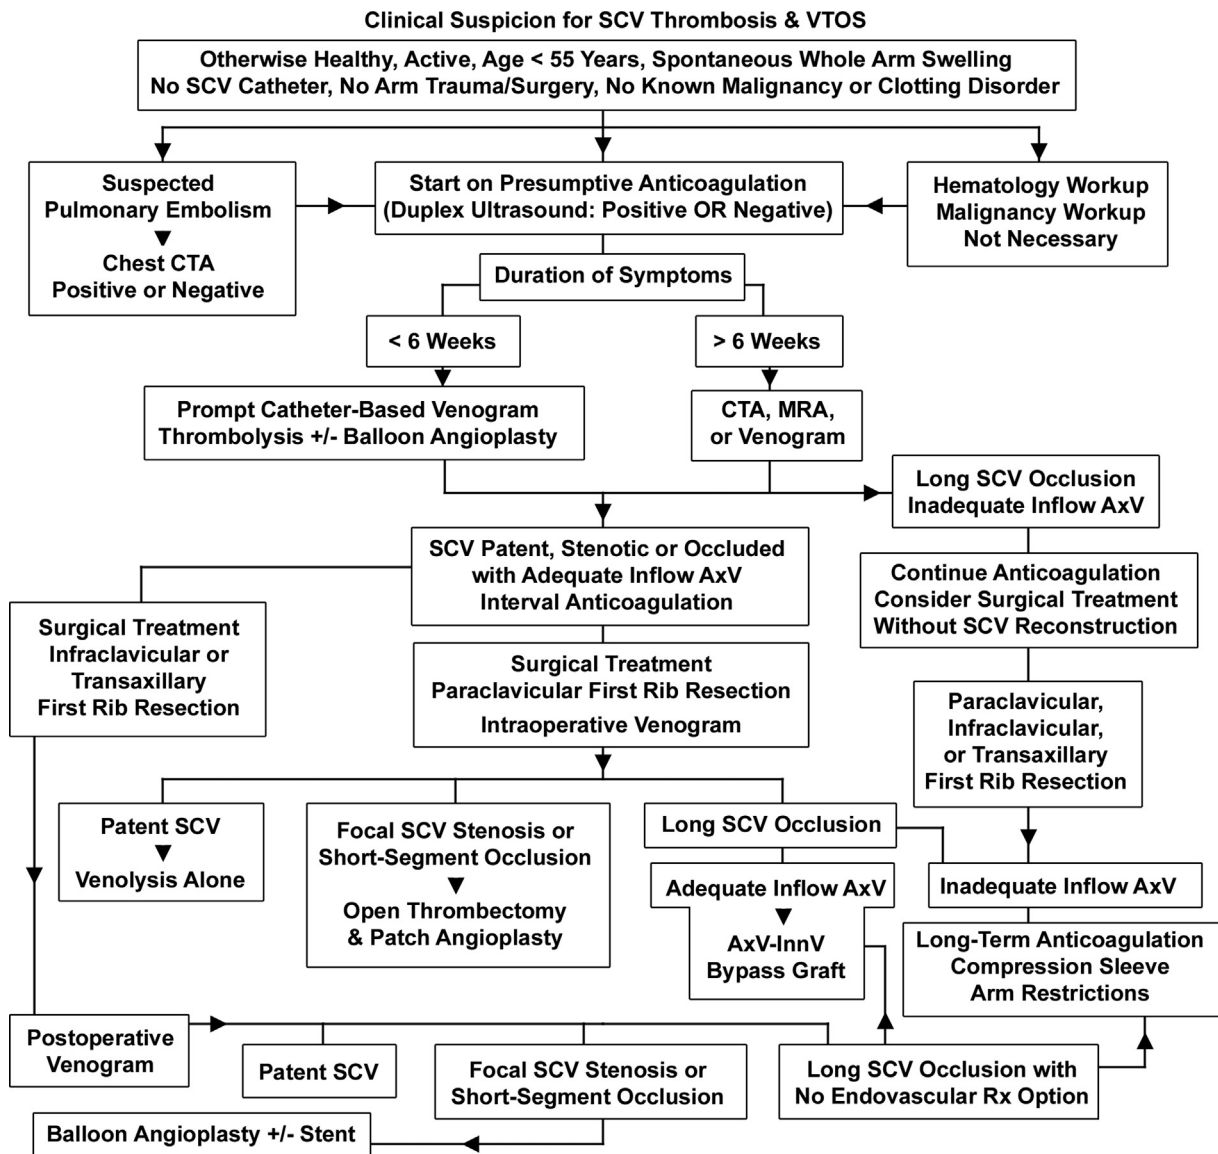 Clinical Suspicion for SCV Thrombosis & VTOS
Otherwise Healthy, Active, Age < 55 Years, Spontaneous Whole Arm Swelling
No SCV Catheter, No Arm Trauma/Surgery, No Known Malignancy or Clotting Disorder
Suspected
Pulmonary Embolism
Chest CTA
Positive or Negative
Start on Presumptive Anticoagulation
(Duplex Ultrasound: Positive OR Negative)
Hematology Workup
Malignancy Workup
Not Necessary
Duration of Symptoms
< 6 Weeks
> 6 Weeks
Prompt Catheter-Based Venogram
Thrombolysis +/- Balloon Angioplasty
CTA, MRA,
or Venogram
Long SCV Occlusion
Inadequate Inflow AxV
SCV Patent, Stenotic or Occluded
with Adequate Inflow AxV
Interval Anticoagulation
Continue Anticoagulation
Consider Surgical Treatment
Without SCV Reconstruction
Surgical Treatment
Infraclavicular or
Transaxillary
First Rib Resection
Surgical Treatment
Paraclavicular First Rib Resection
Intraoperative Venogram
Paraclavicular,
Infraclavicular,
or Transaxillary
First Rib Resection
Patent SCV
Venolysis Alone
Focal SCV Stenosis or
Short-Segment Occlusion
Open Thrombectomy
& Patch Angioplasty
Long SCV Occlusion
Adequate Inflow AxV
AxV-InnV
Bypass Graft
Inadequate Inflow AxV
Long-Term Anticoagulation
Compression Sleeve
Arm Restrictions
Postoperative
Venogram
Patent SCV
Focal SCV Stenosis or
Short-Segment Occlusion
Long SCV Occlusion with
No Endovascular Rx Option
Balloon Angioplasty +/- Stent